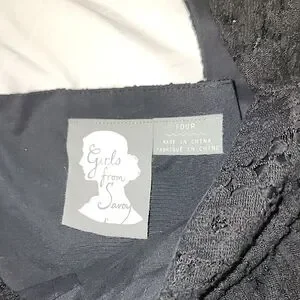 Girls
from
Savoy
FOUR
MADE IN CHINA
FABRIQUÉ EN CHINE